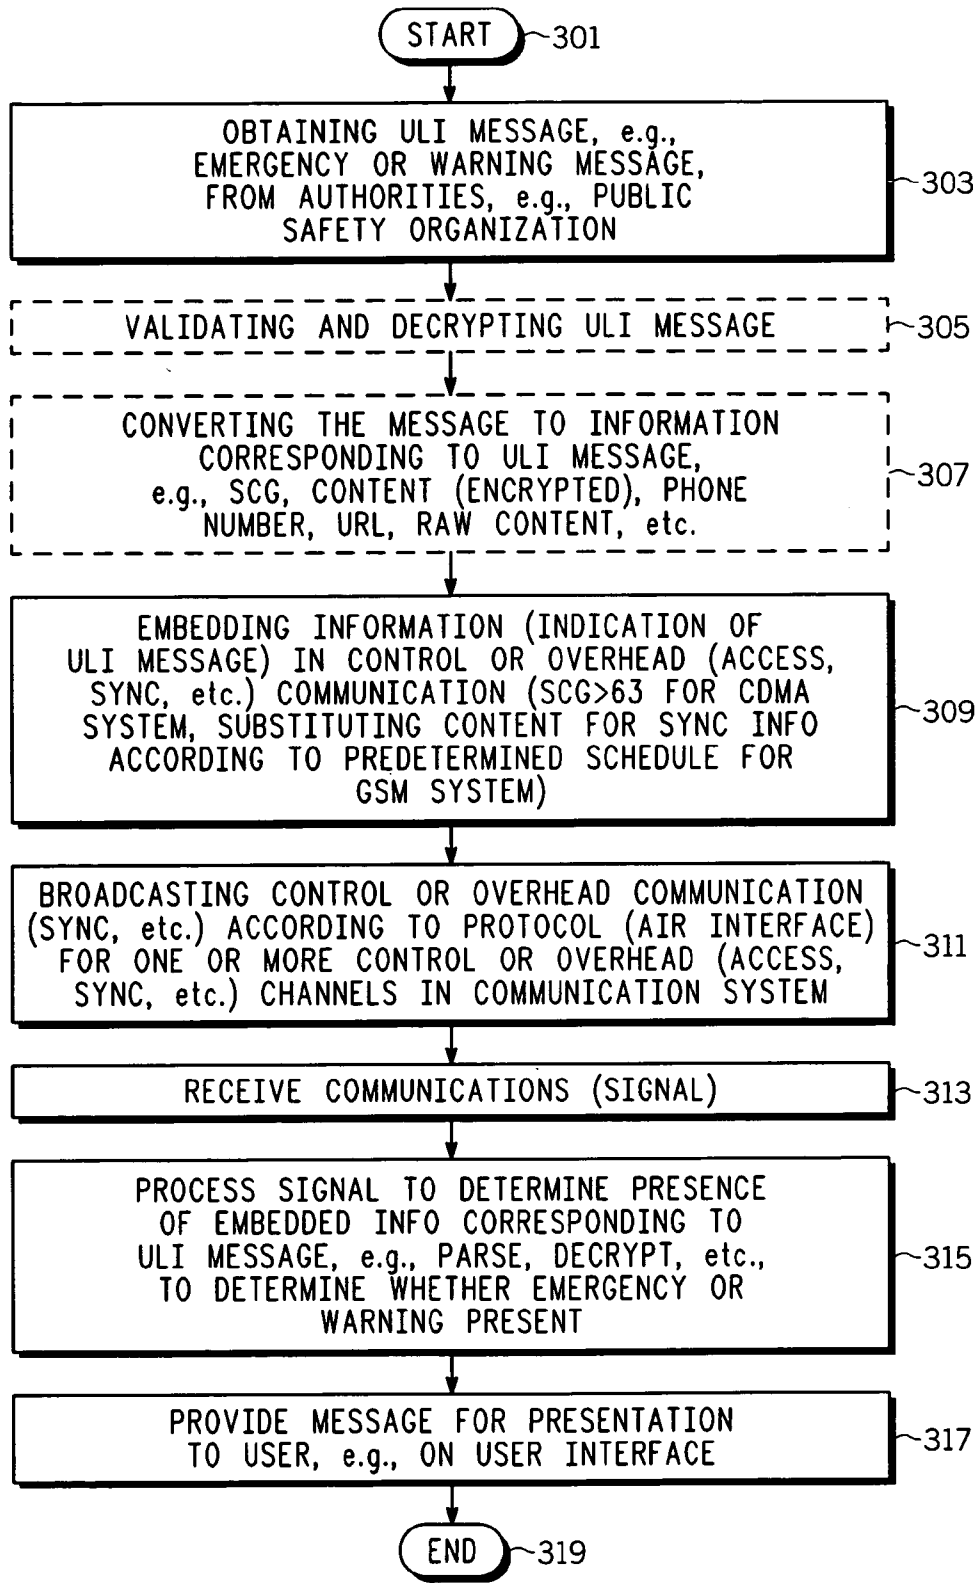 START
301
OBTAINING ULI MESSAGE, e.g.,
EMERGENCY OR WARNING MESSAGE,
FROM AUTHORITIES, e.g., PUBLIC
SAFETY ORGANIZATION
303
VALIDATING AND DECRYPTING ULI MESSAGE
305
CONVERTING THE MESSAGE TO INFORMATION
CORRESPONDING TO ULI MESSAGE,
e.g., SCG, CONTENT (ENCRYPTED), PHONE
NUMBER, URL, RAW CONTENT, etc.
307
EMBEDDING INFORMATION (INDICATION OF
ULI MESSAGE) IN CONTROL OR OVERHEAD (ACCESS,
SYNC, etc.) COMMUNICATION (SCG>63 FOR CDMA
SYSTEM, SUBSTITUTING CONTENT FOR SYNC INFO
ACCORDING TO PREDETERMINED SCHEDULE FOR
GSM SYSTEM)
309
BROADCASTING CONTROL OR OVERHEAD COMMUNICATION
(SYNC, etc.) ACCORDING TO PROTOCOL (AIR INTERFACE)
FOR ONE OR MORE CONTROL OR OVERHEAD (ACCESS,
SYNC, etc.) CHANNELS IN COMMUNICATION SYSTEM
311
RECEIVE COMMUNICATIONS (SIGNAL)
313
PROCESS SIGNAL TO DETERMINE PRESENCE
OF EMBEDDED INFO CORRESPONDING TO
ULI MESSAGE, e.g., PARSE, DECRYPT, etc.,
TO DETERMINE WHETHER EMERGENCY OR
WARNING PRESENT
315
PROVIDE MESSAGE FOR PRESENTATION
TO USER, e.g., ON USER INTERFACE
317
END
319